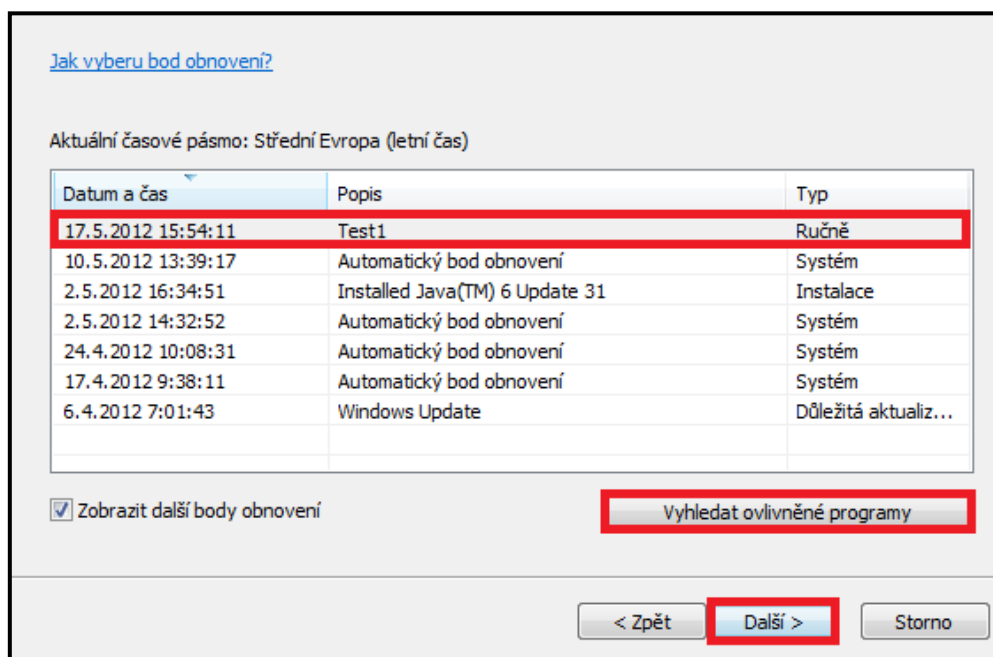 Jak vyberu bod obnovení?
Aktuální časové pásmo: Střední Evropa (letní čas)
Datum a čas Popis Typ
17.5.2012 15:54:11 Test1 Ručně
10.5.2012 13:39:17 Automatický bod obnovení Systém
2.5.2012 16:34:51 Installed Java(TM) 6 Update 31 Instalace
2.5.2012 14:32:52 Automatický bod obnovení Systém
24.4.2012 10:08:31 Automatický bod obnovení Systém
17.4.2012 9:38:11 Automatický bod obnovení Systém
6.4.2012 7:01:43 Windows Update Důležitá aktualiz...
Zobrazit další body obnovení Vyhledat ovlivněné programy
< Zpět Další > Storno